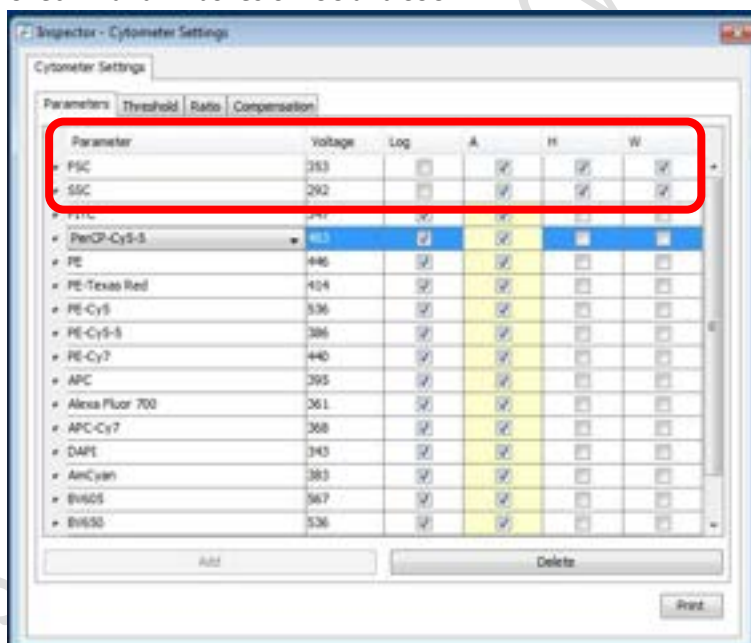 Inspector - Cytometer Settings
Cytometer Settings
Parameters Threshold Ratio Compensation
Parameter Voltage Log A H W
FSC 353
SSC 292
FITC 347
PerCP-Cy5-5
PE 446
PE-Texas Red 414
PE-Cy5 536
PE-Cy5-5 386
PE-Cy7 440
APC 395
Alexa Fluor 700 361
APC-Cy7 368
DAPI 343
AmCyan 383
BV605 567
BV650 536
Add Delete
Print